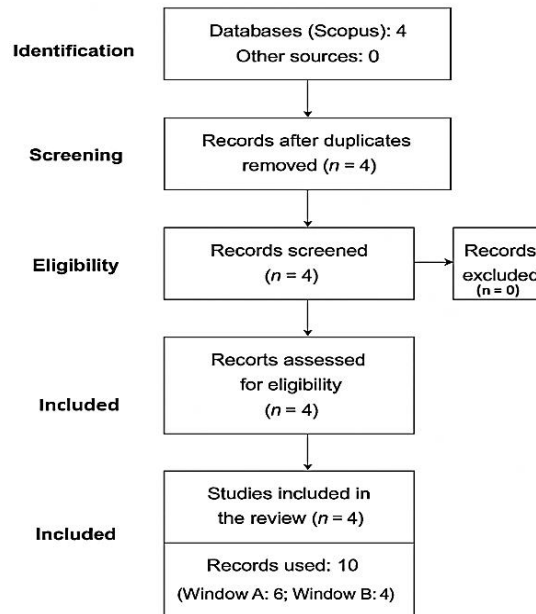 Identification
Databases (Scopus): 4
Other sources: 0
Screening
Records after duplicates
removed (n = 4)
Eligibility
Records screened
(n = 4)
Records
excluded
(n = 0)
Included
Recorts assessed
for eligibility
(n = 4)
Included
Studies included in
the review (n = 4)
Records used: 10
(Window A: 6; Window B: 4)